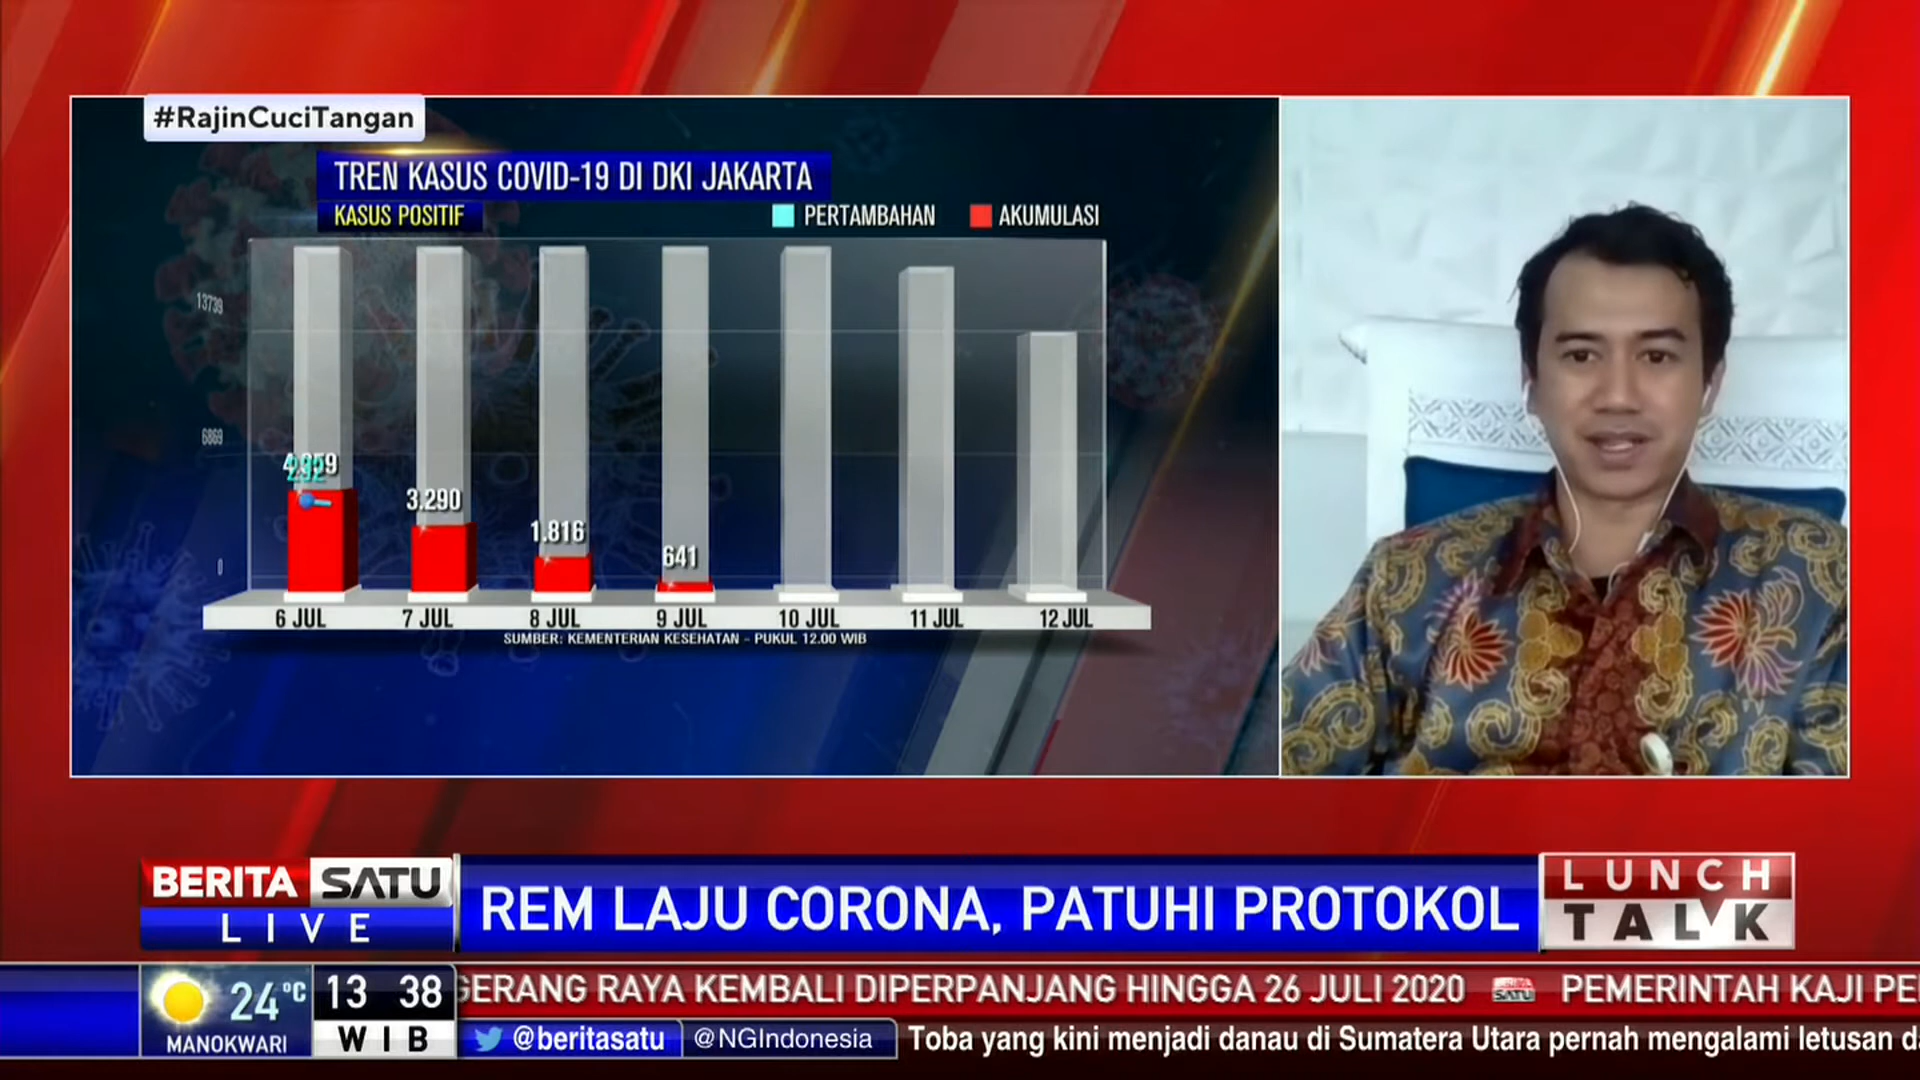 #RajinCuciTangan
TREN KASUS COVID-19 DI DKI JAKARTA
KASUS POSITIF
PERTAMBAHAN
AKUMULASI
13739
6869
0
3.290
1.816
641
6 JUL
7 JUL
8 JUL
9 JUL
10 JUL
11 JUL
12 JUL
SUMBER: KEMENTERIAN KESEHATAN - PUKUL 12.00 WIB
BERITA SATU
LIVE
REM LAJU CORONA, PATUHI PROTOKOL
LUNCH
TALK
24°C
MANOKWARI
13 38
WIB
GERANG RAYA KEMBALI DIPERPANJANG HINGGA 26 JULI 2020
PEMERINTAH KAJI PE
@beritasatu
@NGIndonesia
Toba yang kini menjadi danau di Sumatera Utara pernah mengalami letusan d